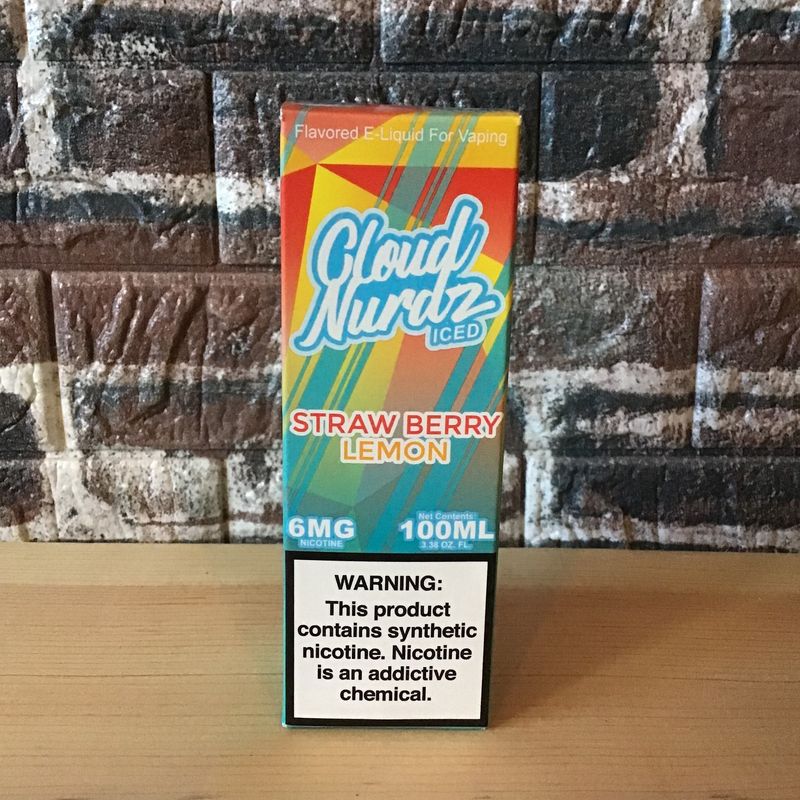 Flavored E-Liquid For Vaping
Cloud
Nurdz
ICED
STRAW BERRY
LEMON
6MG
NICOTINE
Net Contents:
100ML
3.38 OZ. FL.
WARNING:
This product
contains synthetic
nicotine. Nicotine
is an addictive
chemical.